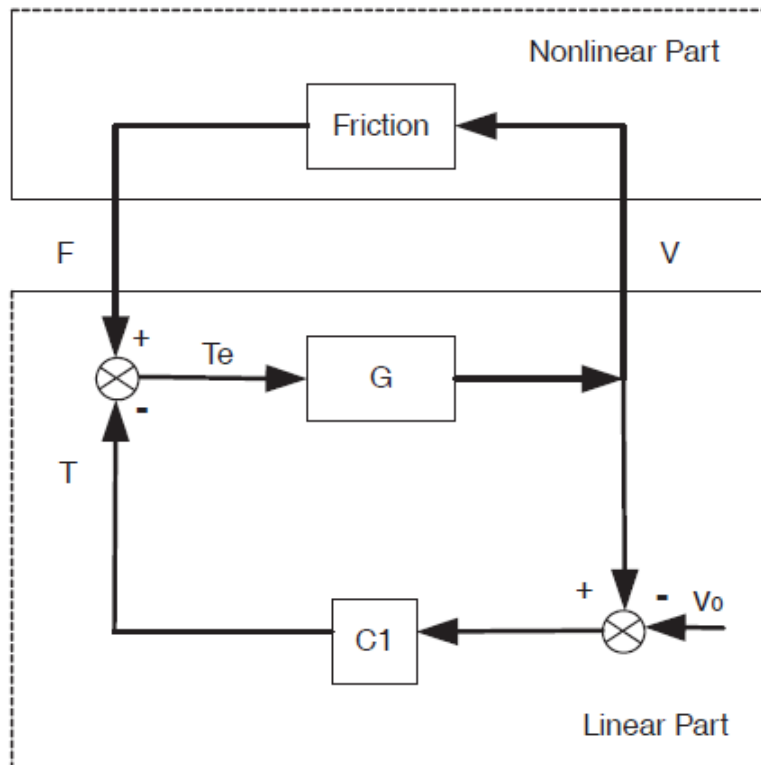 Nonlinear Part
Friction
F
V
+
Te
G
-
T
+
-
v₀
C1
Linear Part